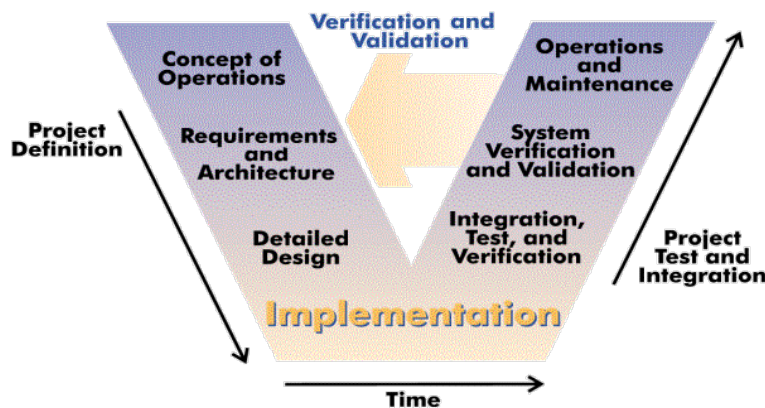 Verification and
Validation
Concept of
Operations
Operations
and
Maintenance
Project
Definition
Requirements
and
Architecture
System
Verification
and Validation
Detailed
Design
Integration,
Test, and
Verification
Project
Test and
Integration
Implementation
Time